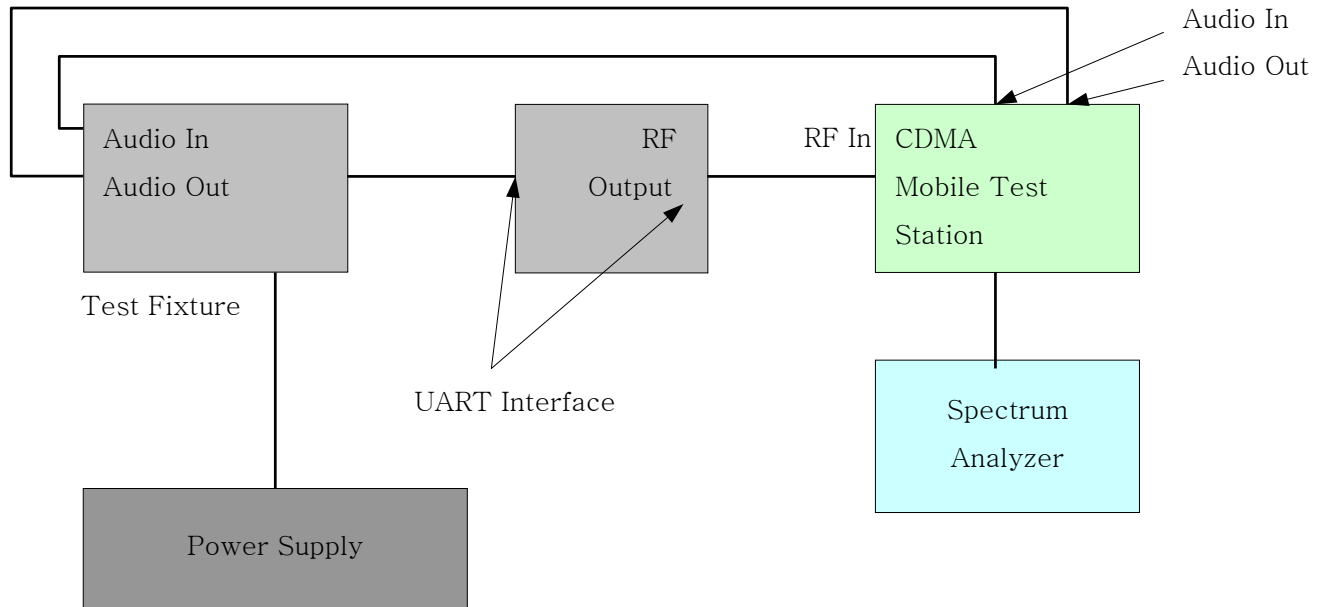 Audio In
Audio Out
Audio In
Audio Out
RF
Output
RF In
CDMA
Mobile Test
Station
Test Fixture
UART Interface
Spectrum
Analyzer
Power Supply